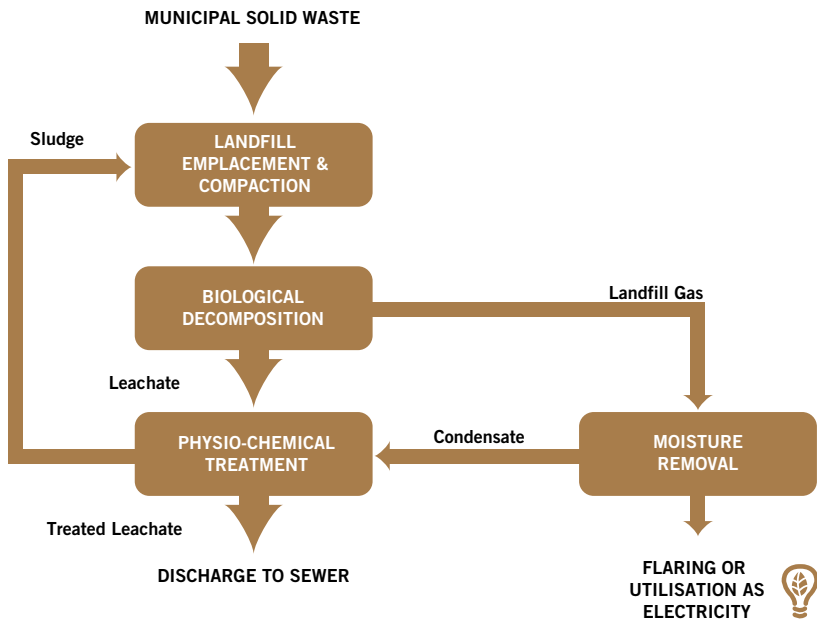 MUNICIPAL SOLID WASTE
Sludge
LANDFILL
EMPLACEMENT &
COMPACTION
BIOLOGICAL
DECOMPOSITION
Landfill Gas
Leachate
PHYSIO-CHEMICAL
TREATMENT
Condensate
MOISTURE
REMOVAL
Treated Leachate
DISCHARGE TO SEWER
FLARING OR
UTILISATION AS
ELECTRICITY